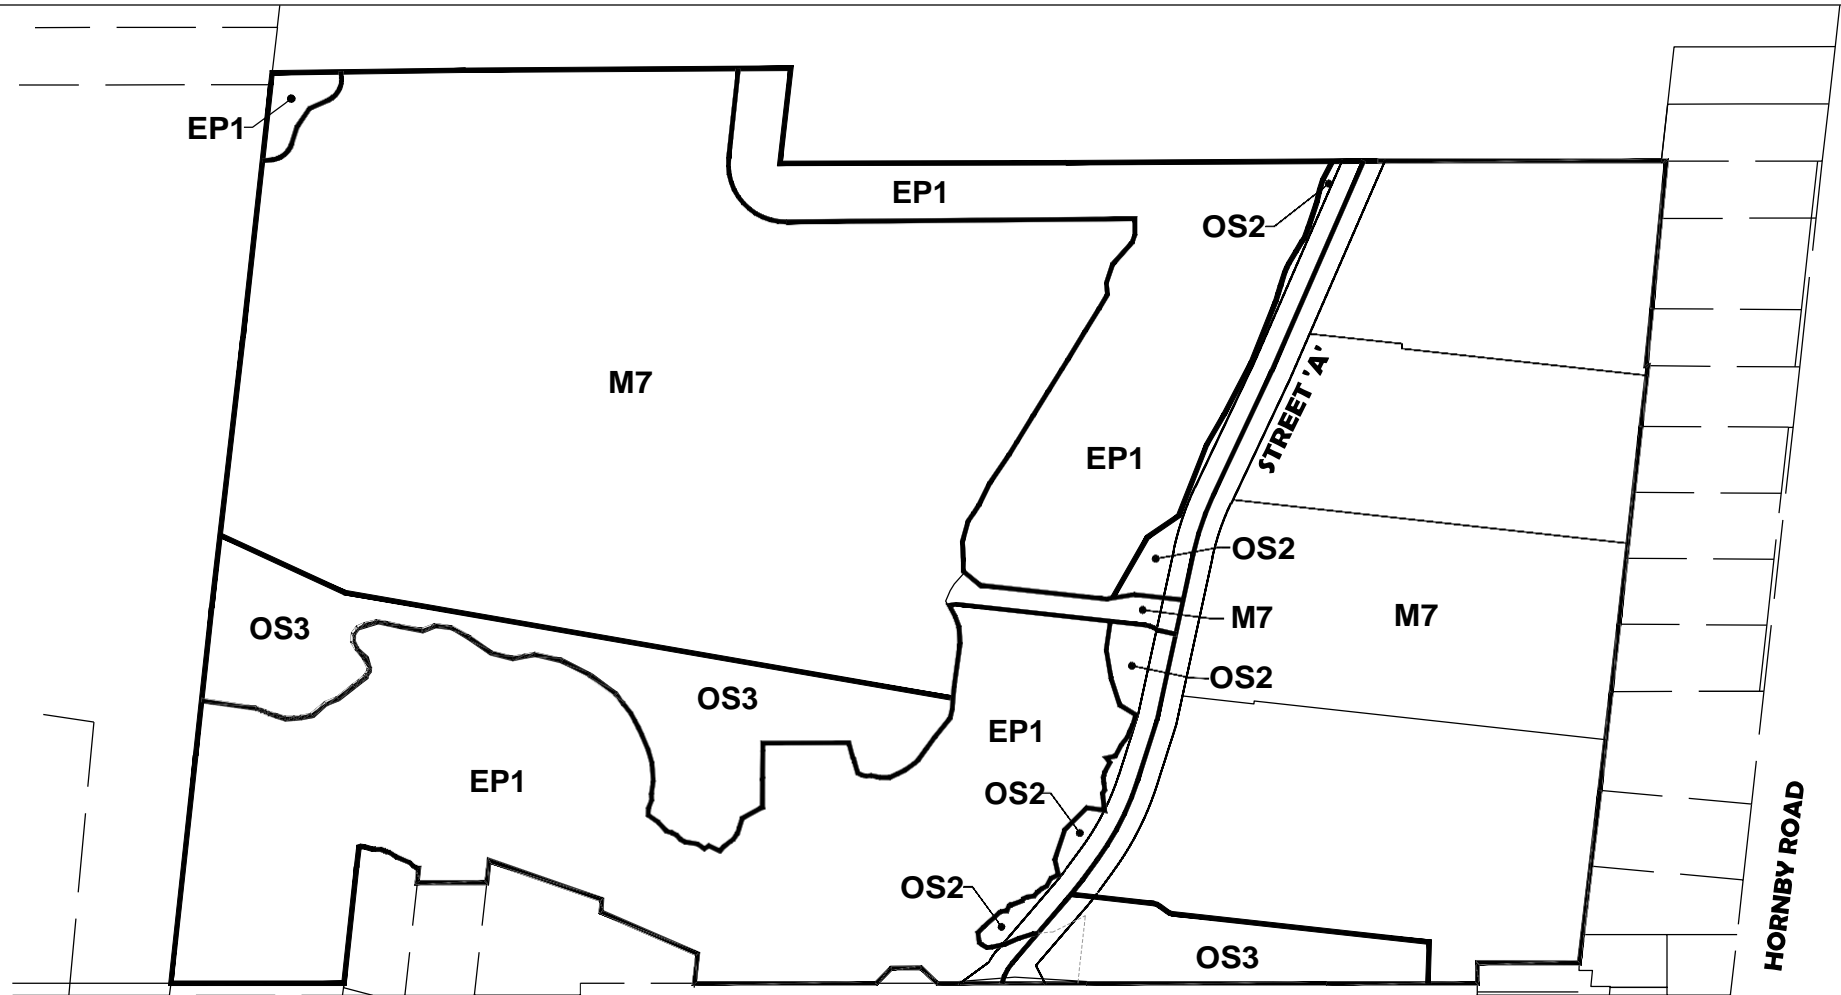 EP1
EP1
OS2
M7
STREET 'A'
EP1
OS2
M7
M7
OS3
OS2
OS3
EP1
EP1
OS2
HORNBY ROAD
OS2
OS3